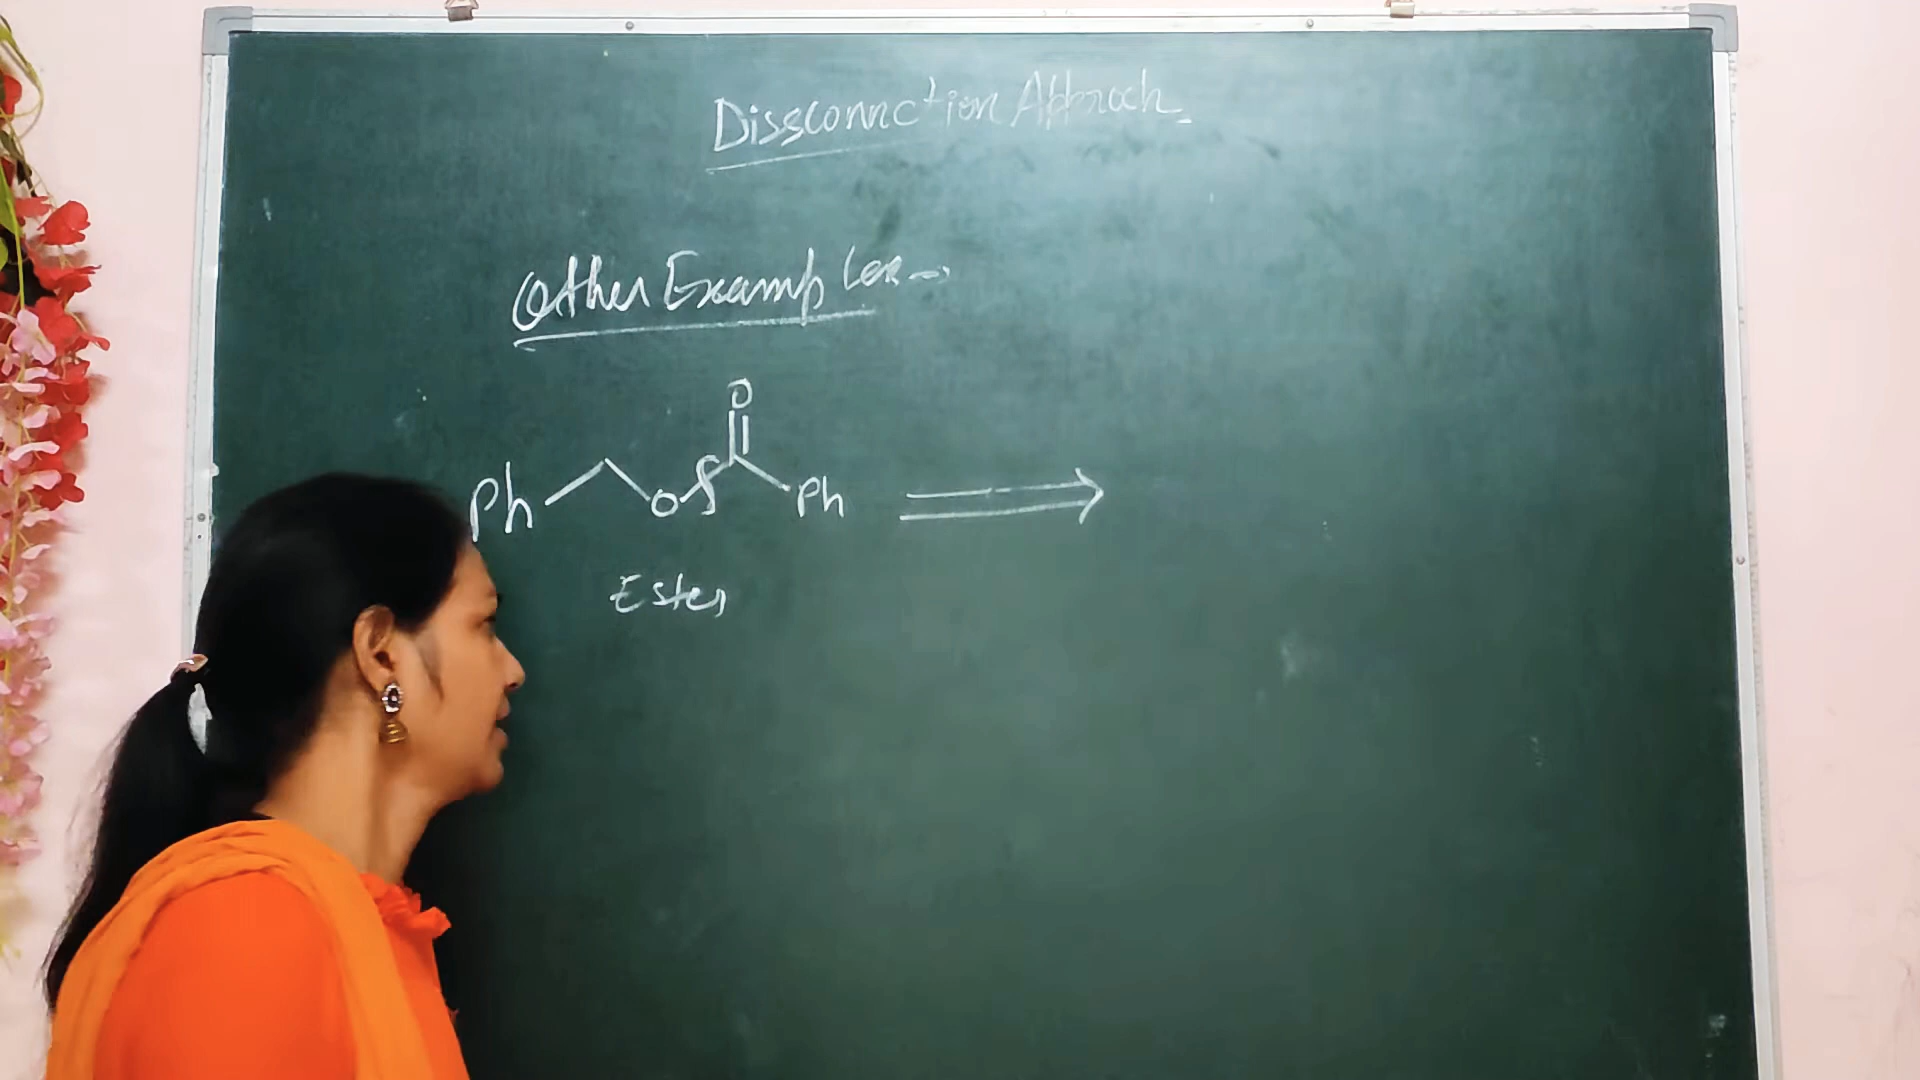 Dissconnction Approach
Other Examples
O
Ph O Ph
Ester